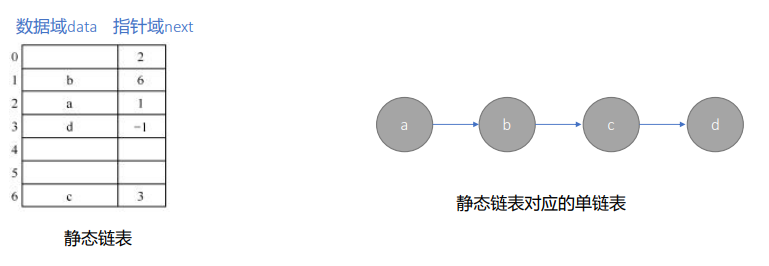 数据域data 指针域next
0 2
1 b 6
2 a 1
3 d −1
4
5
6 c 3
静态链表
a b c d
静态链表对应的单链表